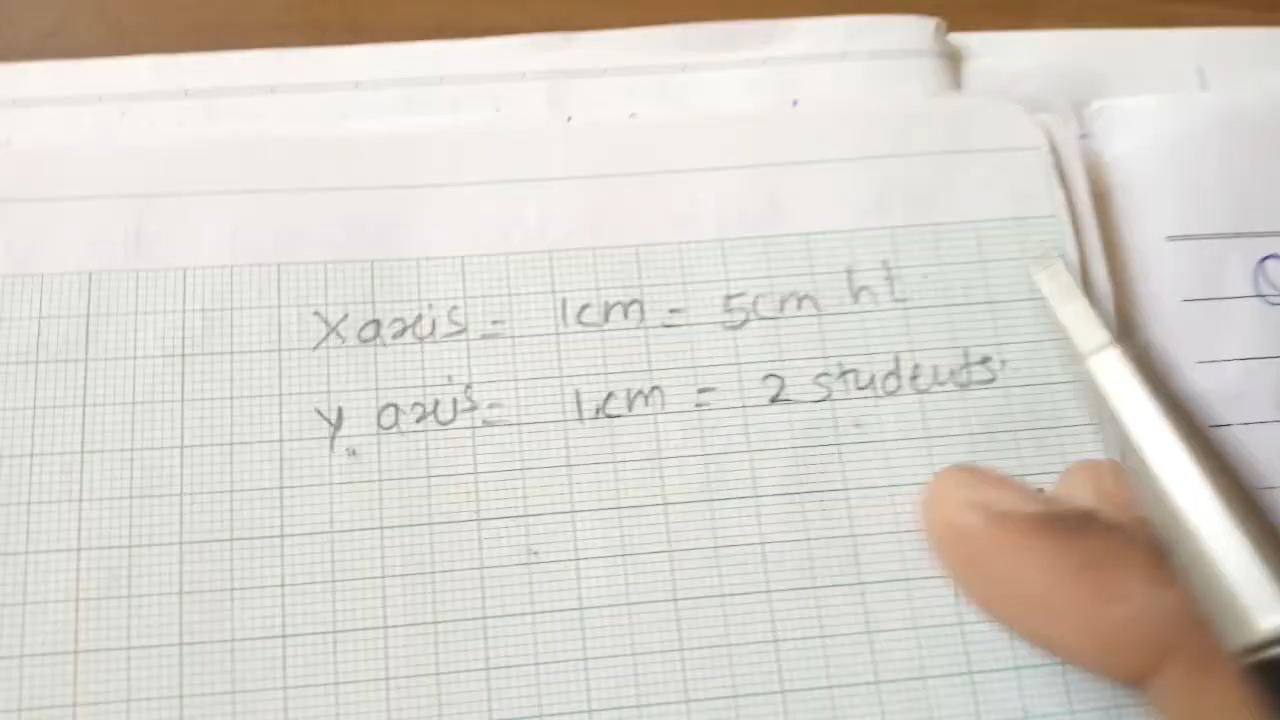 X axis = 1cm = 5cm ht
y axis = 1cm = 2 students.